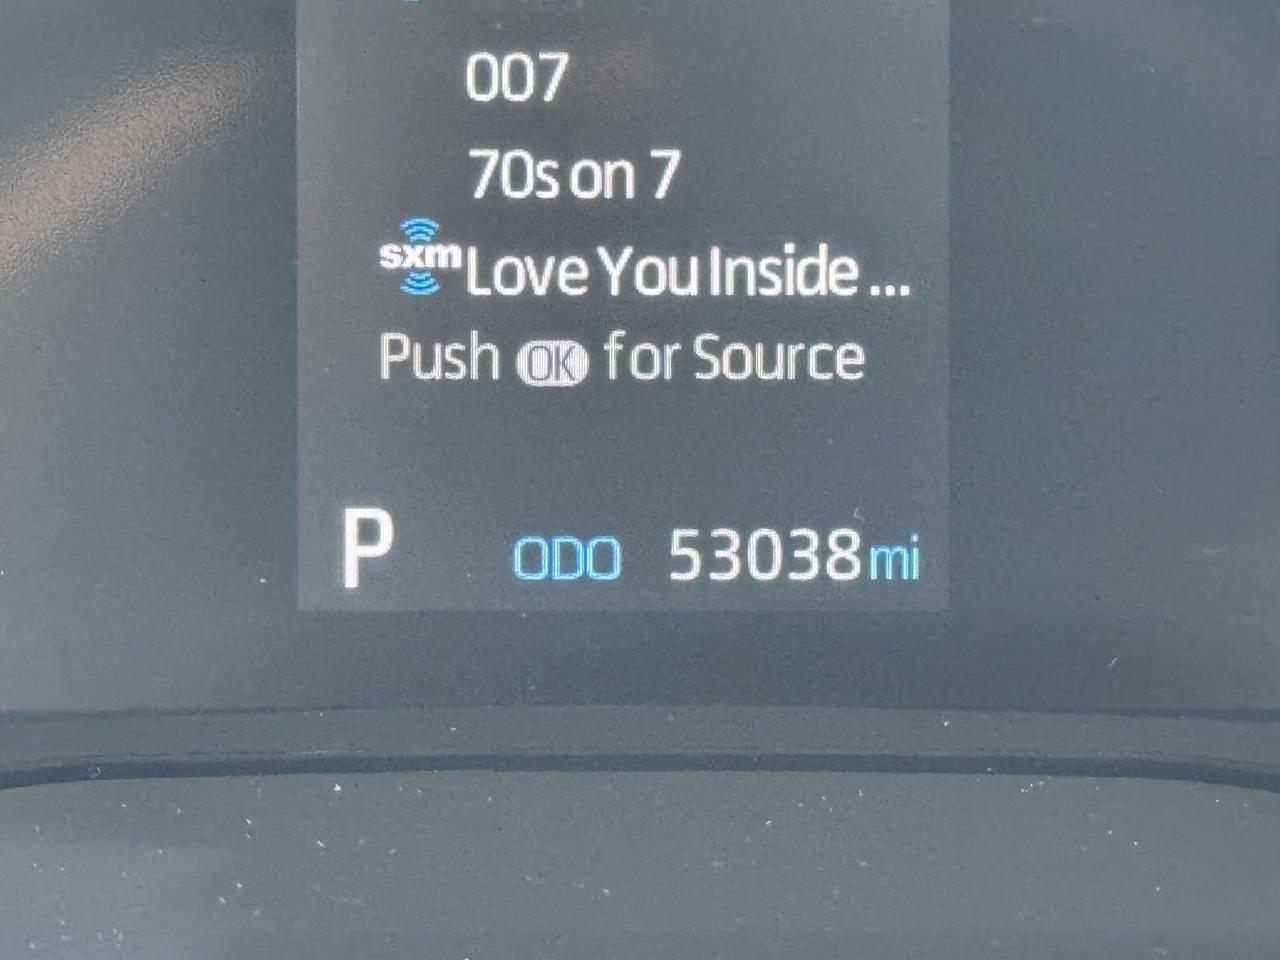 007
70s on 7
sxm Love You Inside ...
Push OK for Source
P ODO 53038 mi